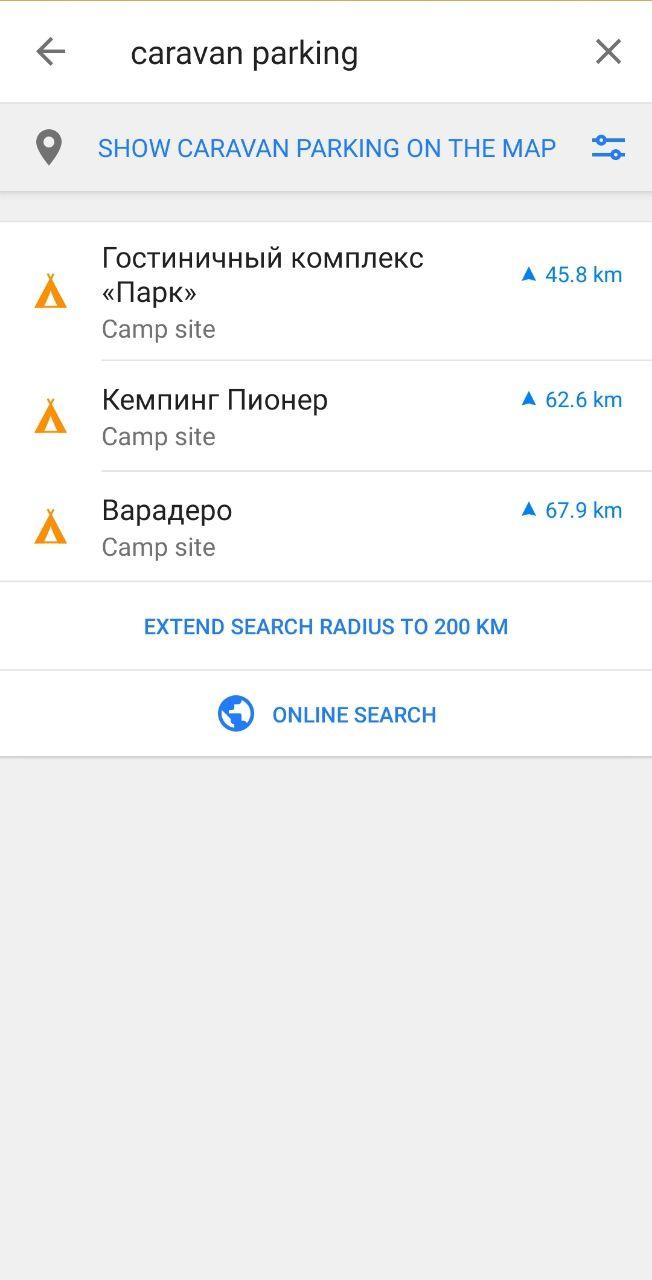 caravan parking
SHOW CARAVAN PARKING ON THE MAP
Гостиничный комплекс
«Парк»
45.8 km
Camp site
Кемпинг Пионер
62.6 km
Camp site
Варадеро
67.9 km
Camp site
EXTEND SEARCH RADIUS TO 200 KM
ONLINE SEARCH